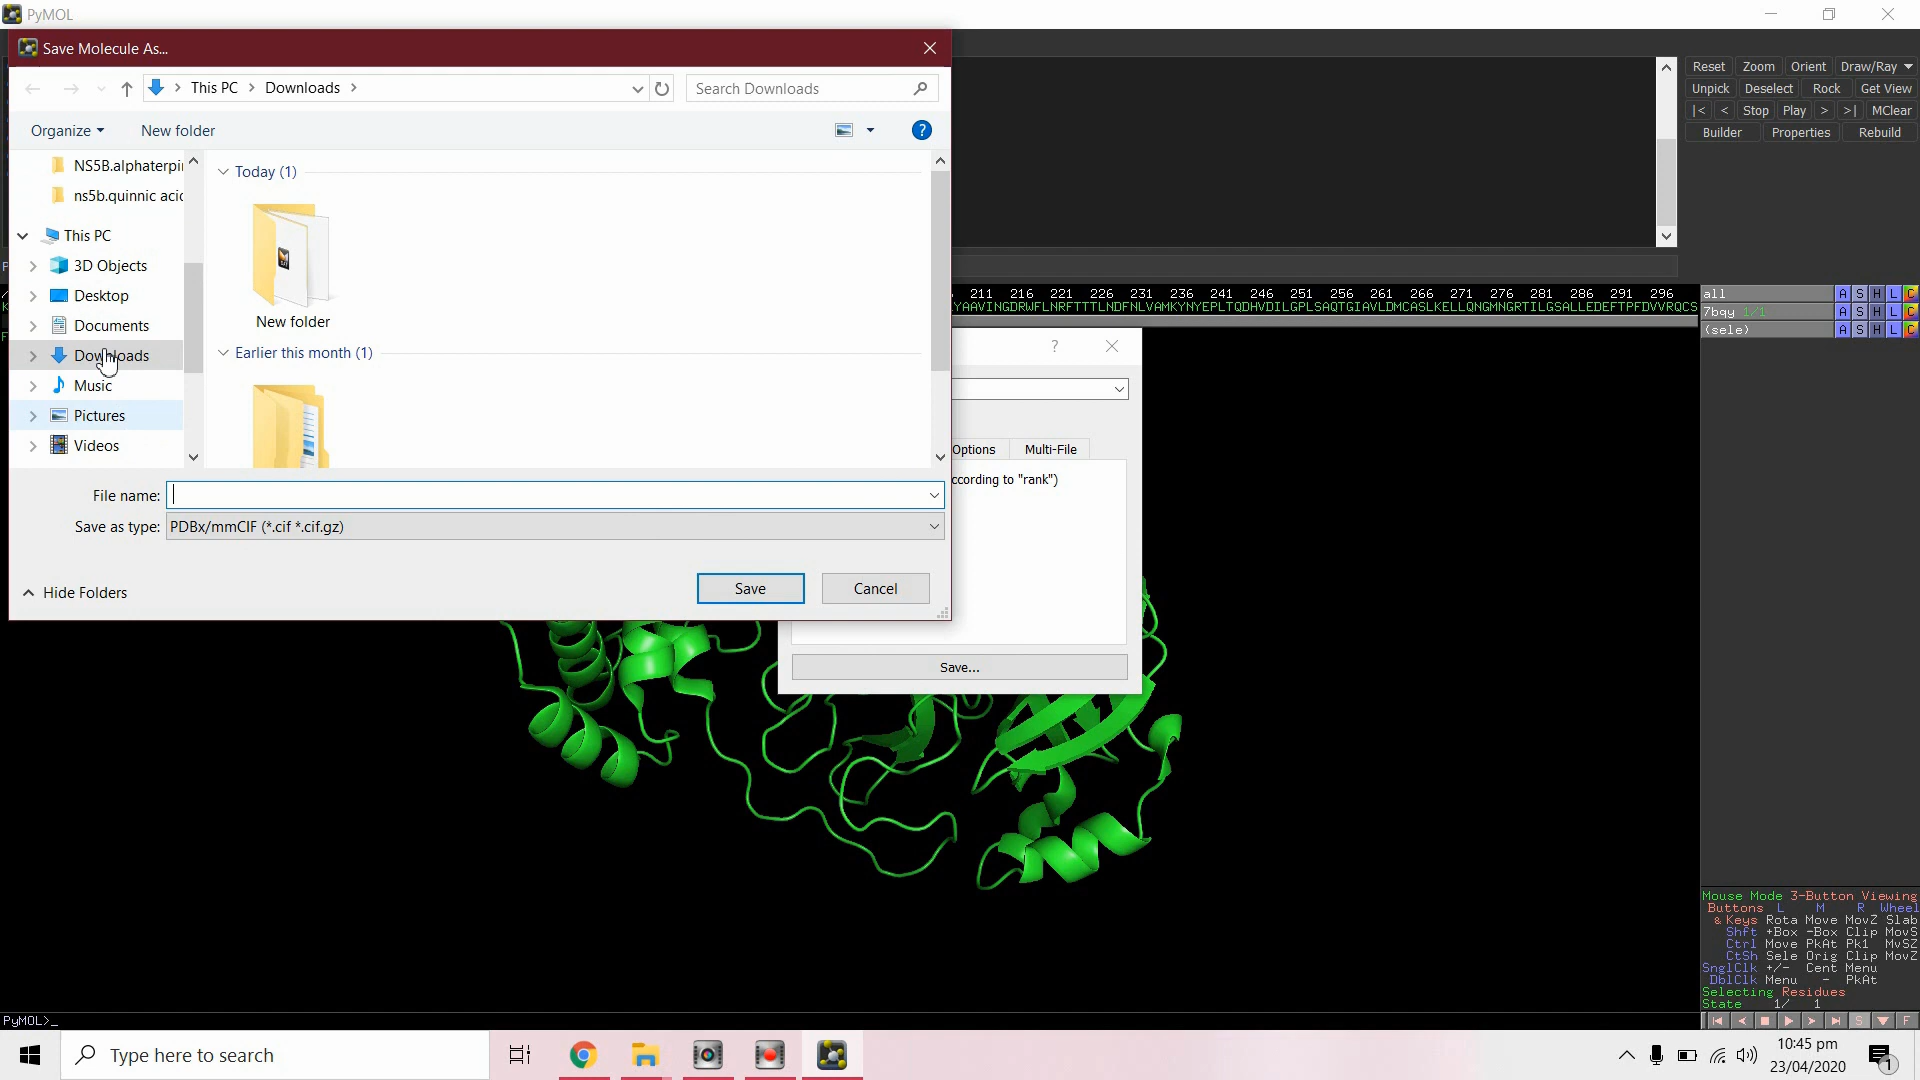 PyMOL
Save Molecule As...
This PC
Downloads
Search Downloads
Organize
New folder
NS5B.alphaterpi
ns5b.quinnic aci
This PC
3D Objects
Desktop
Documents
Downloads
Music
Pictures
Videos
Today (1)
New folder
Earlier this month (1)
File name:
Save as type: PDBx/mmCIF (*.cif *.cif.gz)
Hide Folders
Save
Cancel
Options
Multi-File
ccording to "rank")
Save...
Reset Zoom Orient Draw/Ray
Unpick Deselect Rock Get View
|< < Stop Play > >| MClear
Builder Properties Rebuild
211 216 221 226 231 236 241 246 251 256 261 266 271 276 281 286 291 296
YAAVINGDRWFLNRFTTTLNDFNLVAMKYNYEPLTQDHVDILGPLSAQTGIAVLDMCASLKELLQNGMNGRTILGSALLEDEFTPFDVVRQCS
all A S H L C
7bqy 1/1 A S H L C
(sele) A S H L C
Mouse Mode 3-Button Viewing
Buttons L M R Wheel
& Keys Rota Move MovZ Slab
Shft +Box -Box Clip MovS
Ctrl Move PkAt Pk1 MvSZ
CtSh Sele Orig Clip MovZ
SnglClk +/- Cent Menu
DblClk Menu - PkAt
Selecting Residues
State 1/ 1
S
F
PyMOL>_
Type here to search
10:45 pm
23/04/2020
1